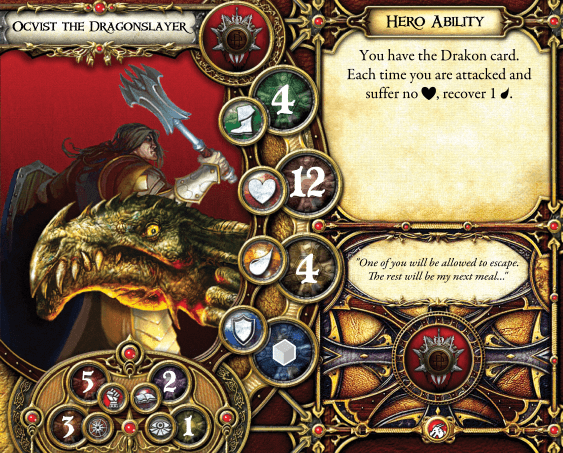 Ocvist the Dragonslayer
Hero Ability
You have the Drakon card.
Each time you are attacked and
suffer no ♥, recover 1 .
4
12
4
"One of you will be allowed to escape.
The rest will be my next meal..."
5
2
3
1